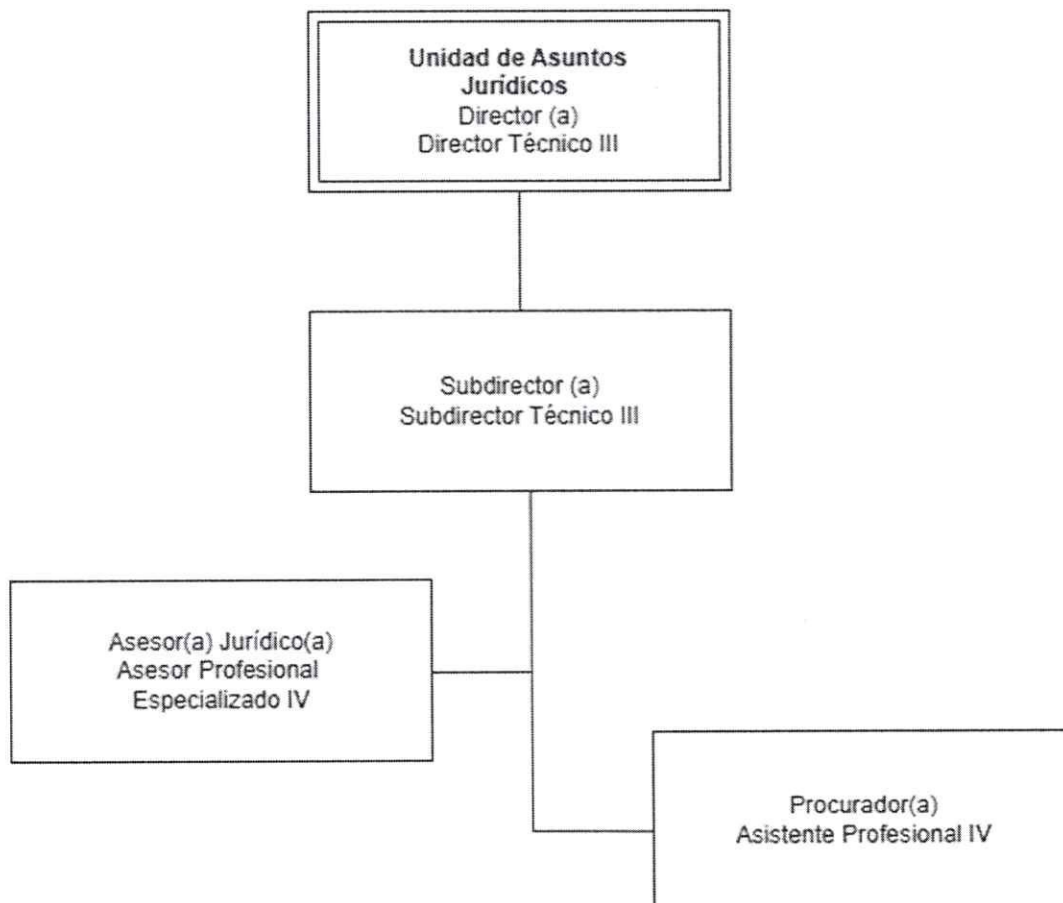 Unidad de Asuntos
Jurídicos
Director (a)
Director Técnico III
Subdirector (a)
Subdirector Técnico III
Asesor(a) Jurídico(a)
Asesor Profesional
Especializado IV
Procurador(a)
Asistente Profesional IV